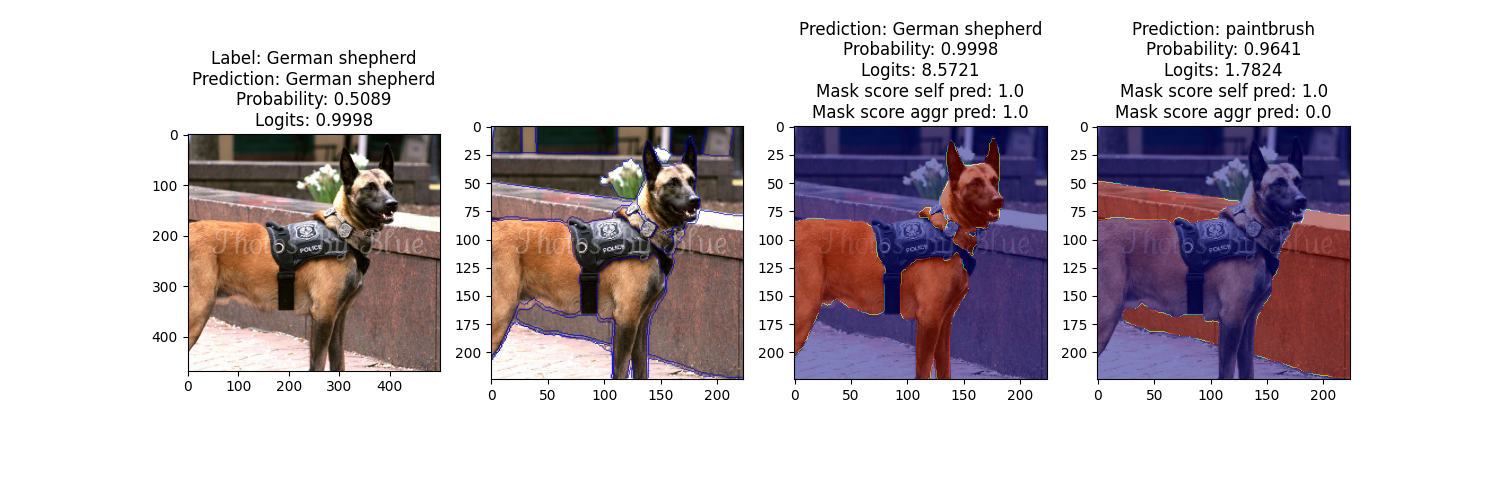 Label: German shepherd
Prediction: German shepherd
Probability: 0.5089
Logits: 0.9998
Prediction: German shepherd
Probability: 0.9998
Logits: 8.5721
Mask score self pred: 1.0
Mask score aggr pred: 1.0
Prediction: paintbrush
Probability: 0.9641
Logits: 1.7824
Mask score self pred: 1.0
Mask score aggr pred: 0.0
0
100
200
300
400
0 100 200 300 400
POLICE
0
25
50
75
100
125
150
175
200
0 50 100 150 200
POLICE
0
25
50
75
100
125
150
175
200
0 50 100 150 200
POLICE
0
25
50
75
100
125
150
175
200
0 50 100 150 200
POLICE